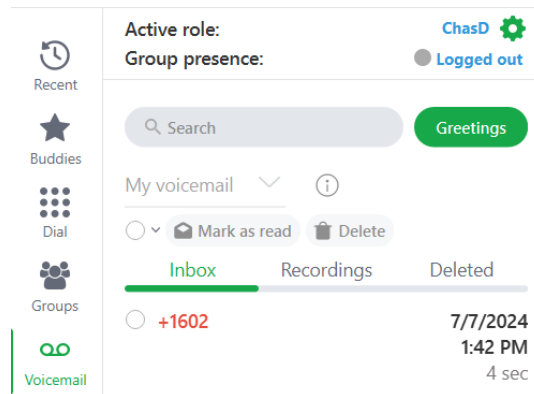 Active role: ChasD
Group presence: Logged out
Recent
Buddies
Dial
Groups
Voicemail
Search
Greetings
My voicemail
Mark as read Delete
Inbox Recordings Deleted
+1602 7/7/2024
1:42 PM
4 sec